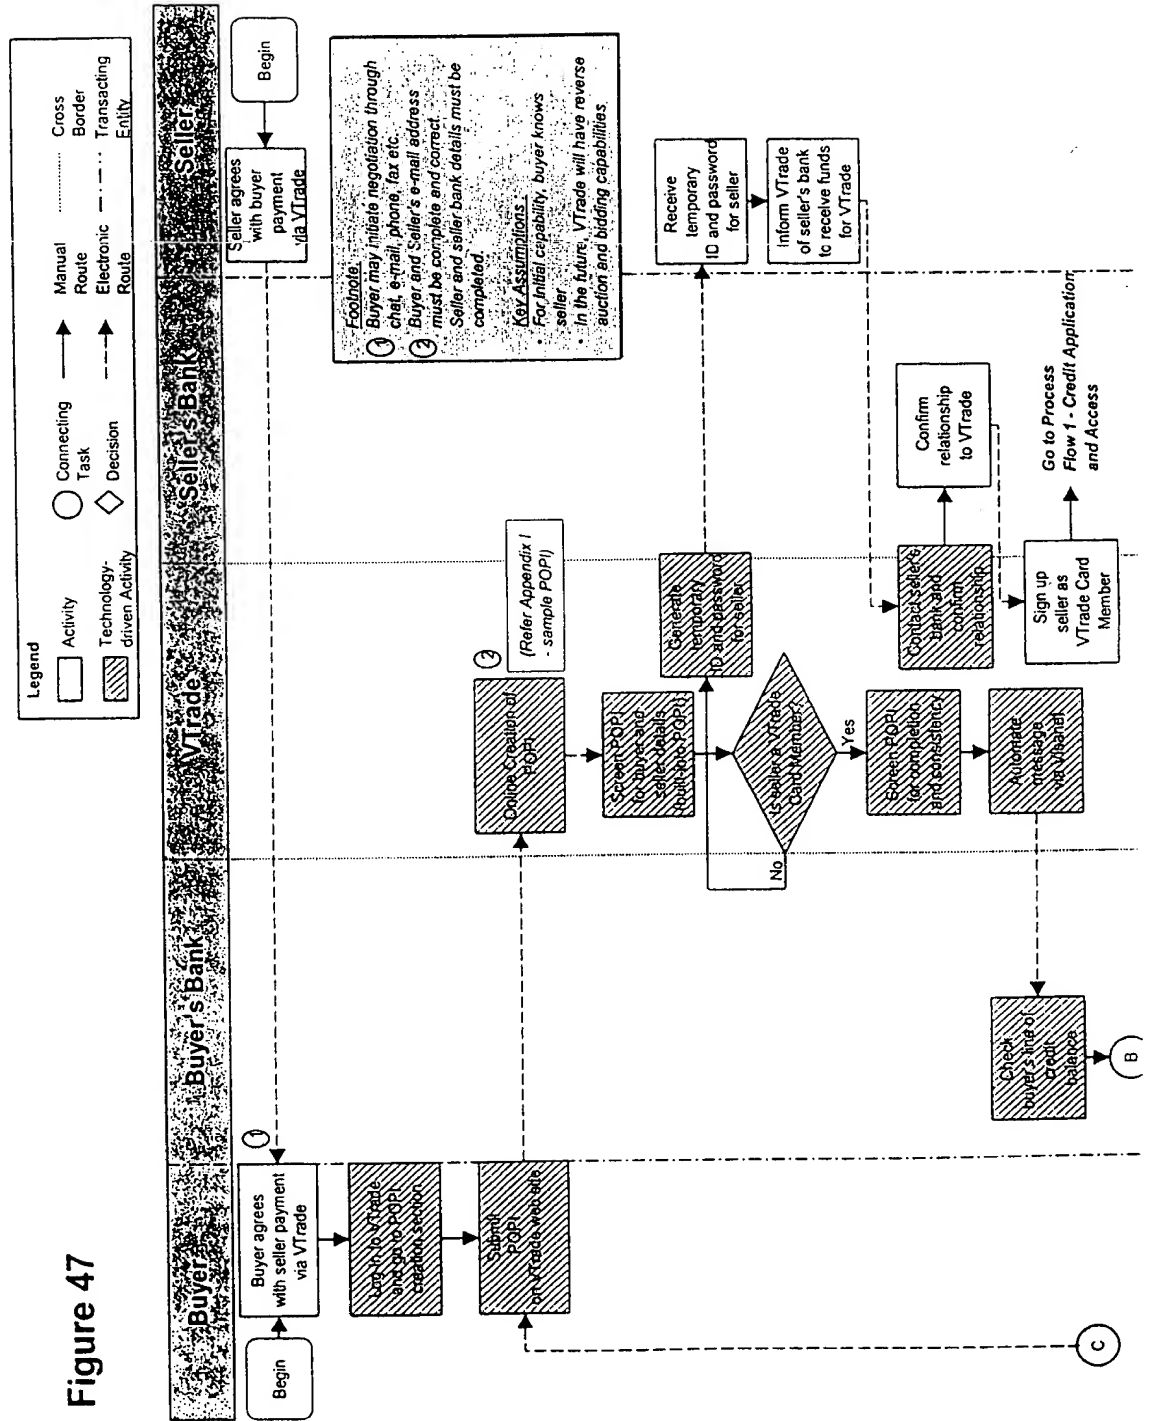 Figure 47
Legend
Activity
Technology-
driven Activity
Connecting
Task
Decision
Manual
Route
Electronic
Route
Cross
Border
Transacting
Entity
Buyer
Buyer's Bank
VTrade
Seller's Bank
Seller
Begin
Buyer agrees
with seller payment
via VTrade
1
Begin
Seller agrees
with buyer
payment
via VTrade
Log in to VTrade
and go to POPI
creation section
Submit
POPI
on VTrade web site
Online Creation of
POPI
2
(Refer Appendix I
- sample POPI)
Footnote:
1 Buyer may initiate negotiation through
chat, e-mail, phone, fax etc.
2 Buyer and Seller's e-mail address
must be complete and correct.
Seller and seller bank details must be
completed.
Key Assumptions :
• For Initial capability, buyer knows
seller
• In the future, VTrade will have reverse
auction and bidding capabilities
Screen POPI
for buyer and
seller details
(built-into POPI)
Is seller a VTrade
Card Member?
No
Yes
Generate
temporary
ID and password
for seller
Receive
temporary
ID and password
for seller
Inform VTrade
of seller's bank
to receive funds
for VTrade
Screen POPI
for completion
and consistency
Contact seller's
bank and
confirm
relationship
Confirm
relationship
to VTrade
Automate
message
via Visanet
Sign up
seller as
VTrade Card
Member
Go to Process
Flow 1 - Credit Application
and Access
Check
buyer's line of
credit
balance
B
C